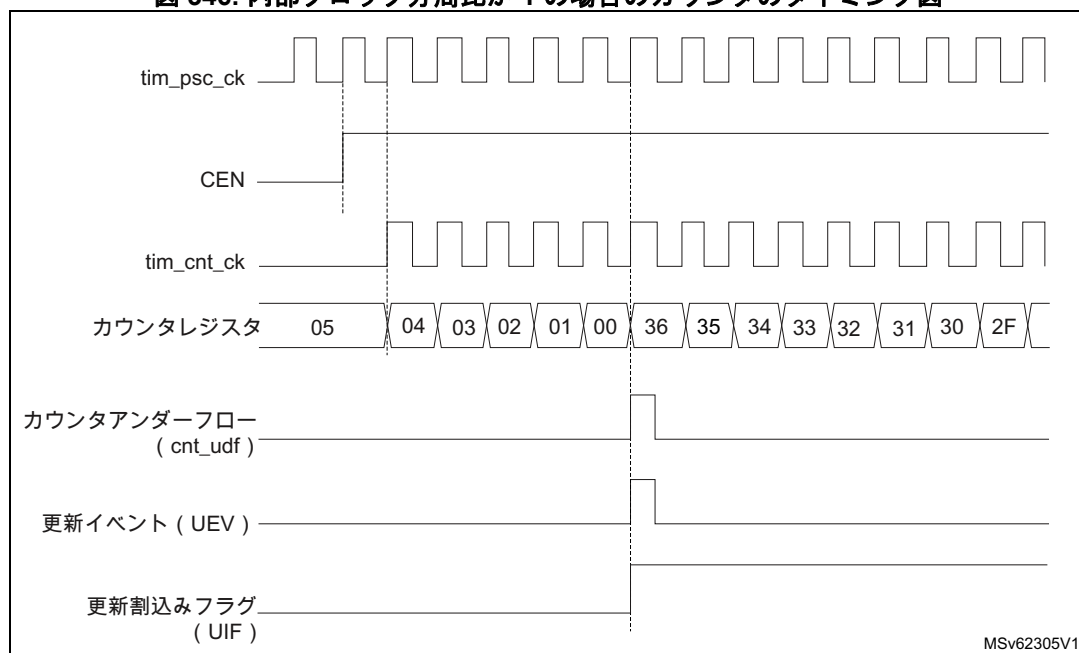 tim_psc_ck
CEN
tim_cnt_ck
カウンタレジスタ 05 04 03 02 01 00 36 35 34 33 32 31 30 2F
カウンタアンダーフロー
( cnt_udf )
更新イベント ( UEV )
更新割込みフラグ
( UIF )
MSv62305V1